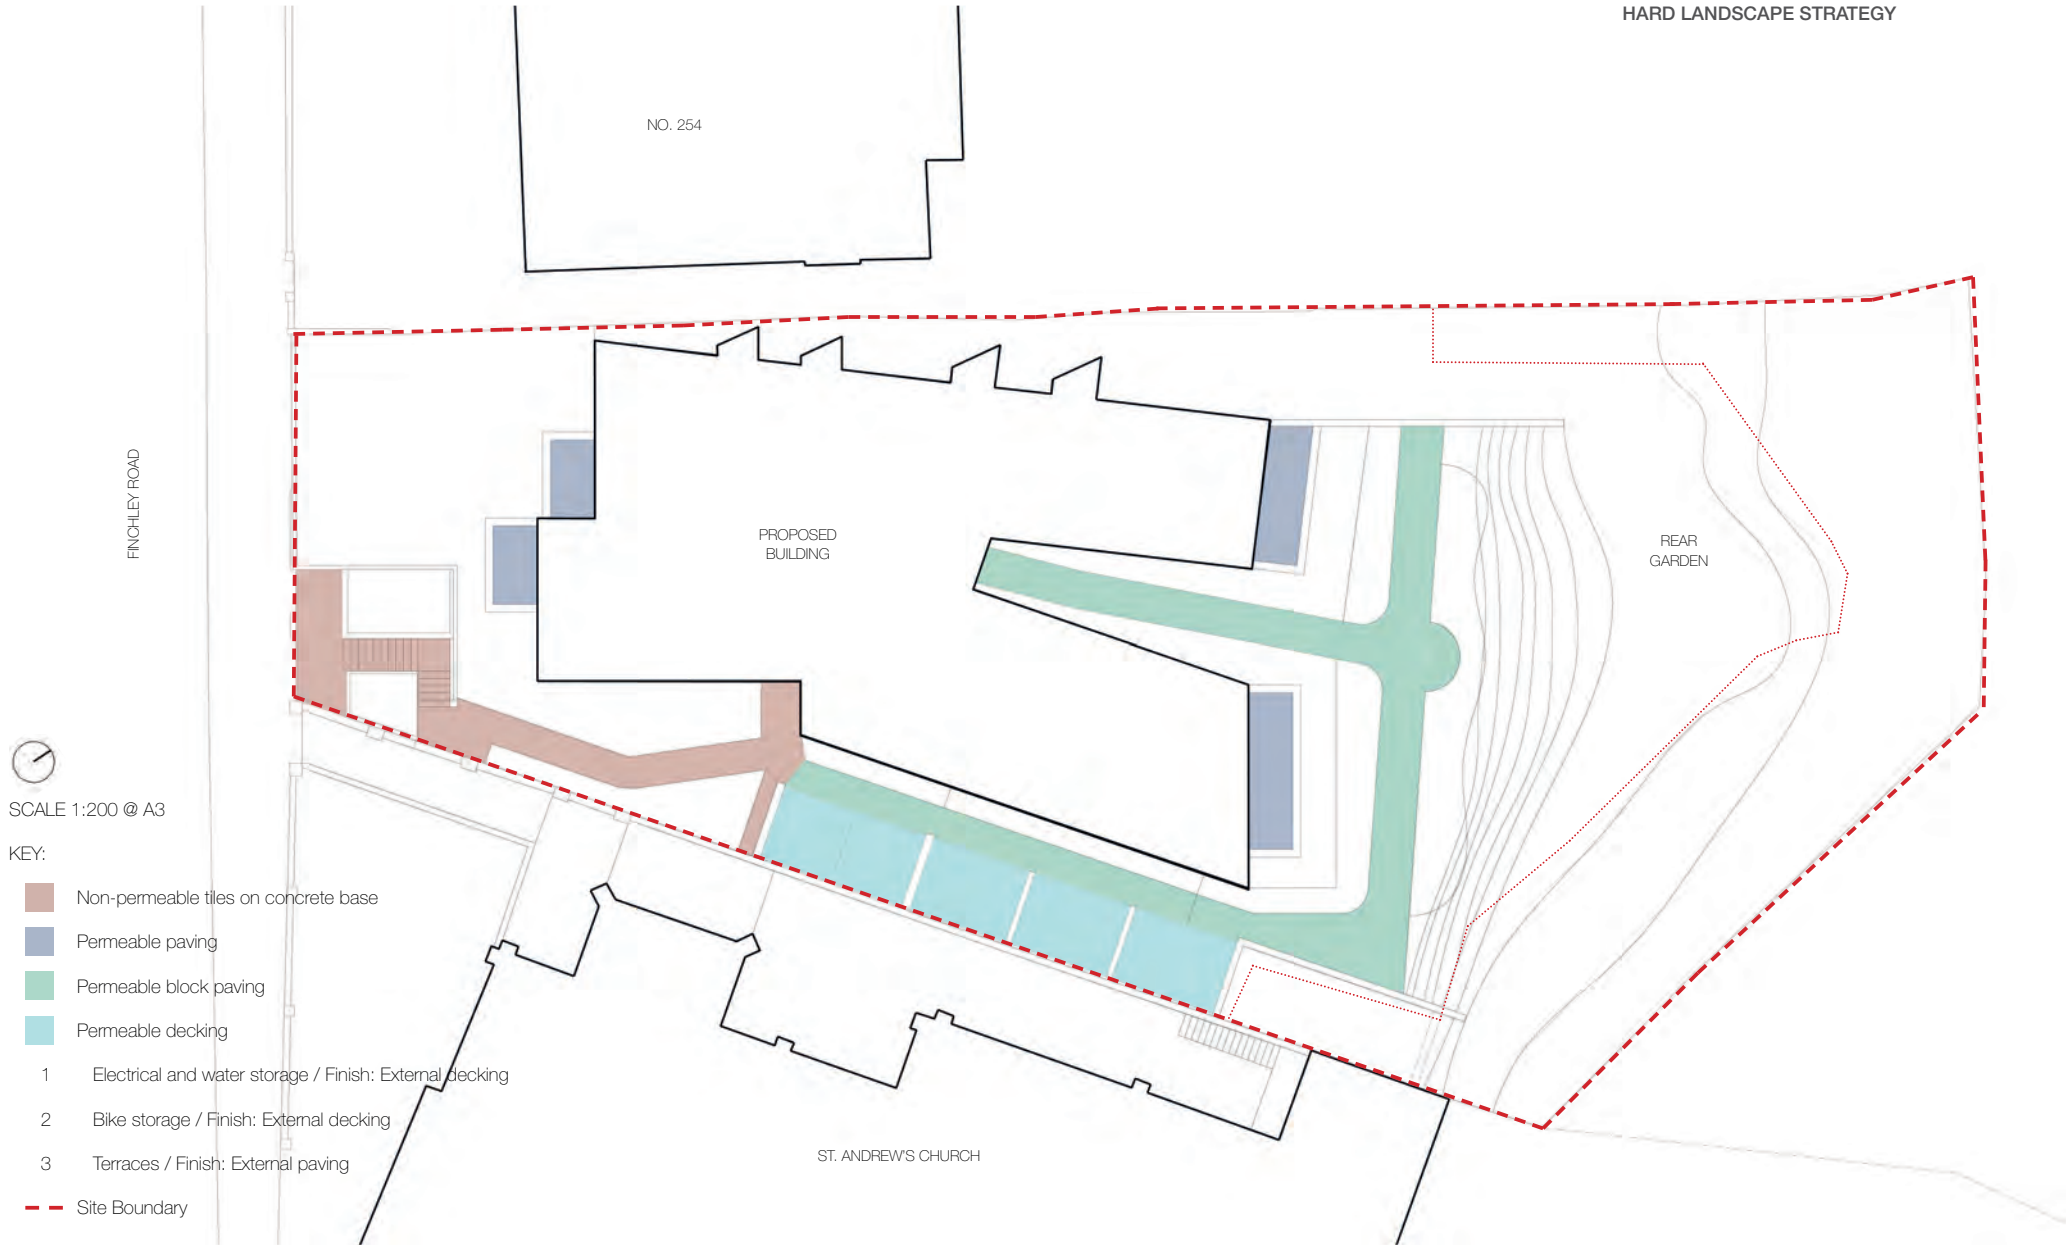 HARD LANDSCAPE STRATEGY
NO. 254
FINCHLEY ROAD
PROPOSED
BUILDING
REAR
GARDEN
SCALE 1:200 @ A3
KEY:
Non-permeable tiles on concrete base
Permeable paving
Permeable block paving
Permeable decking
1 Electrical and water storage / Finish: External decking
2 Bike storage / Finish: External decking
3 Terraces / Finish: External paving
Site Boundary
ST. ANDREW'S CHURCH